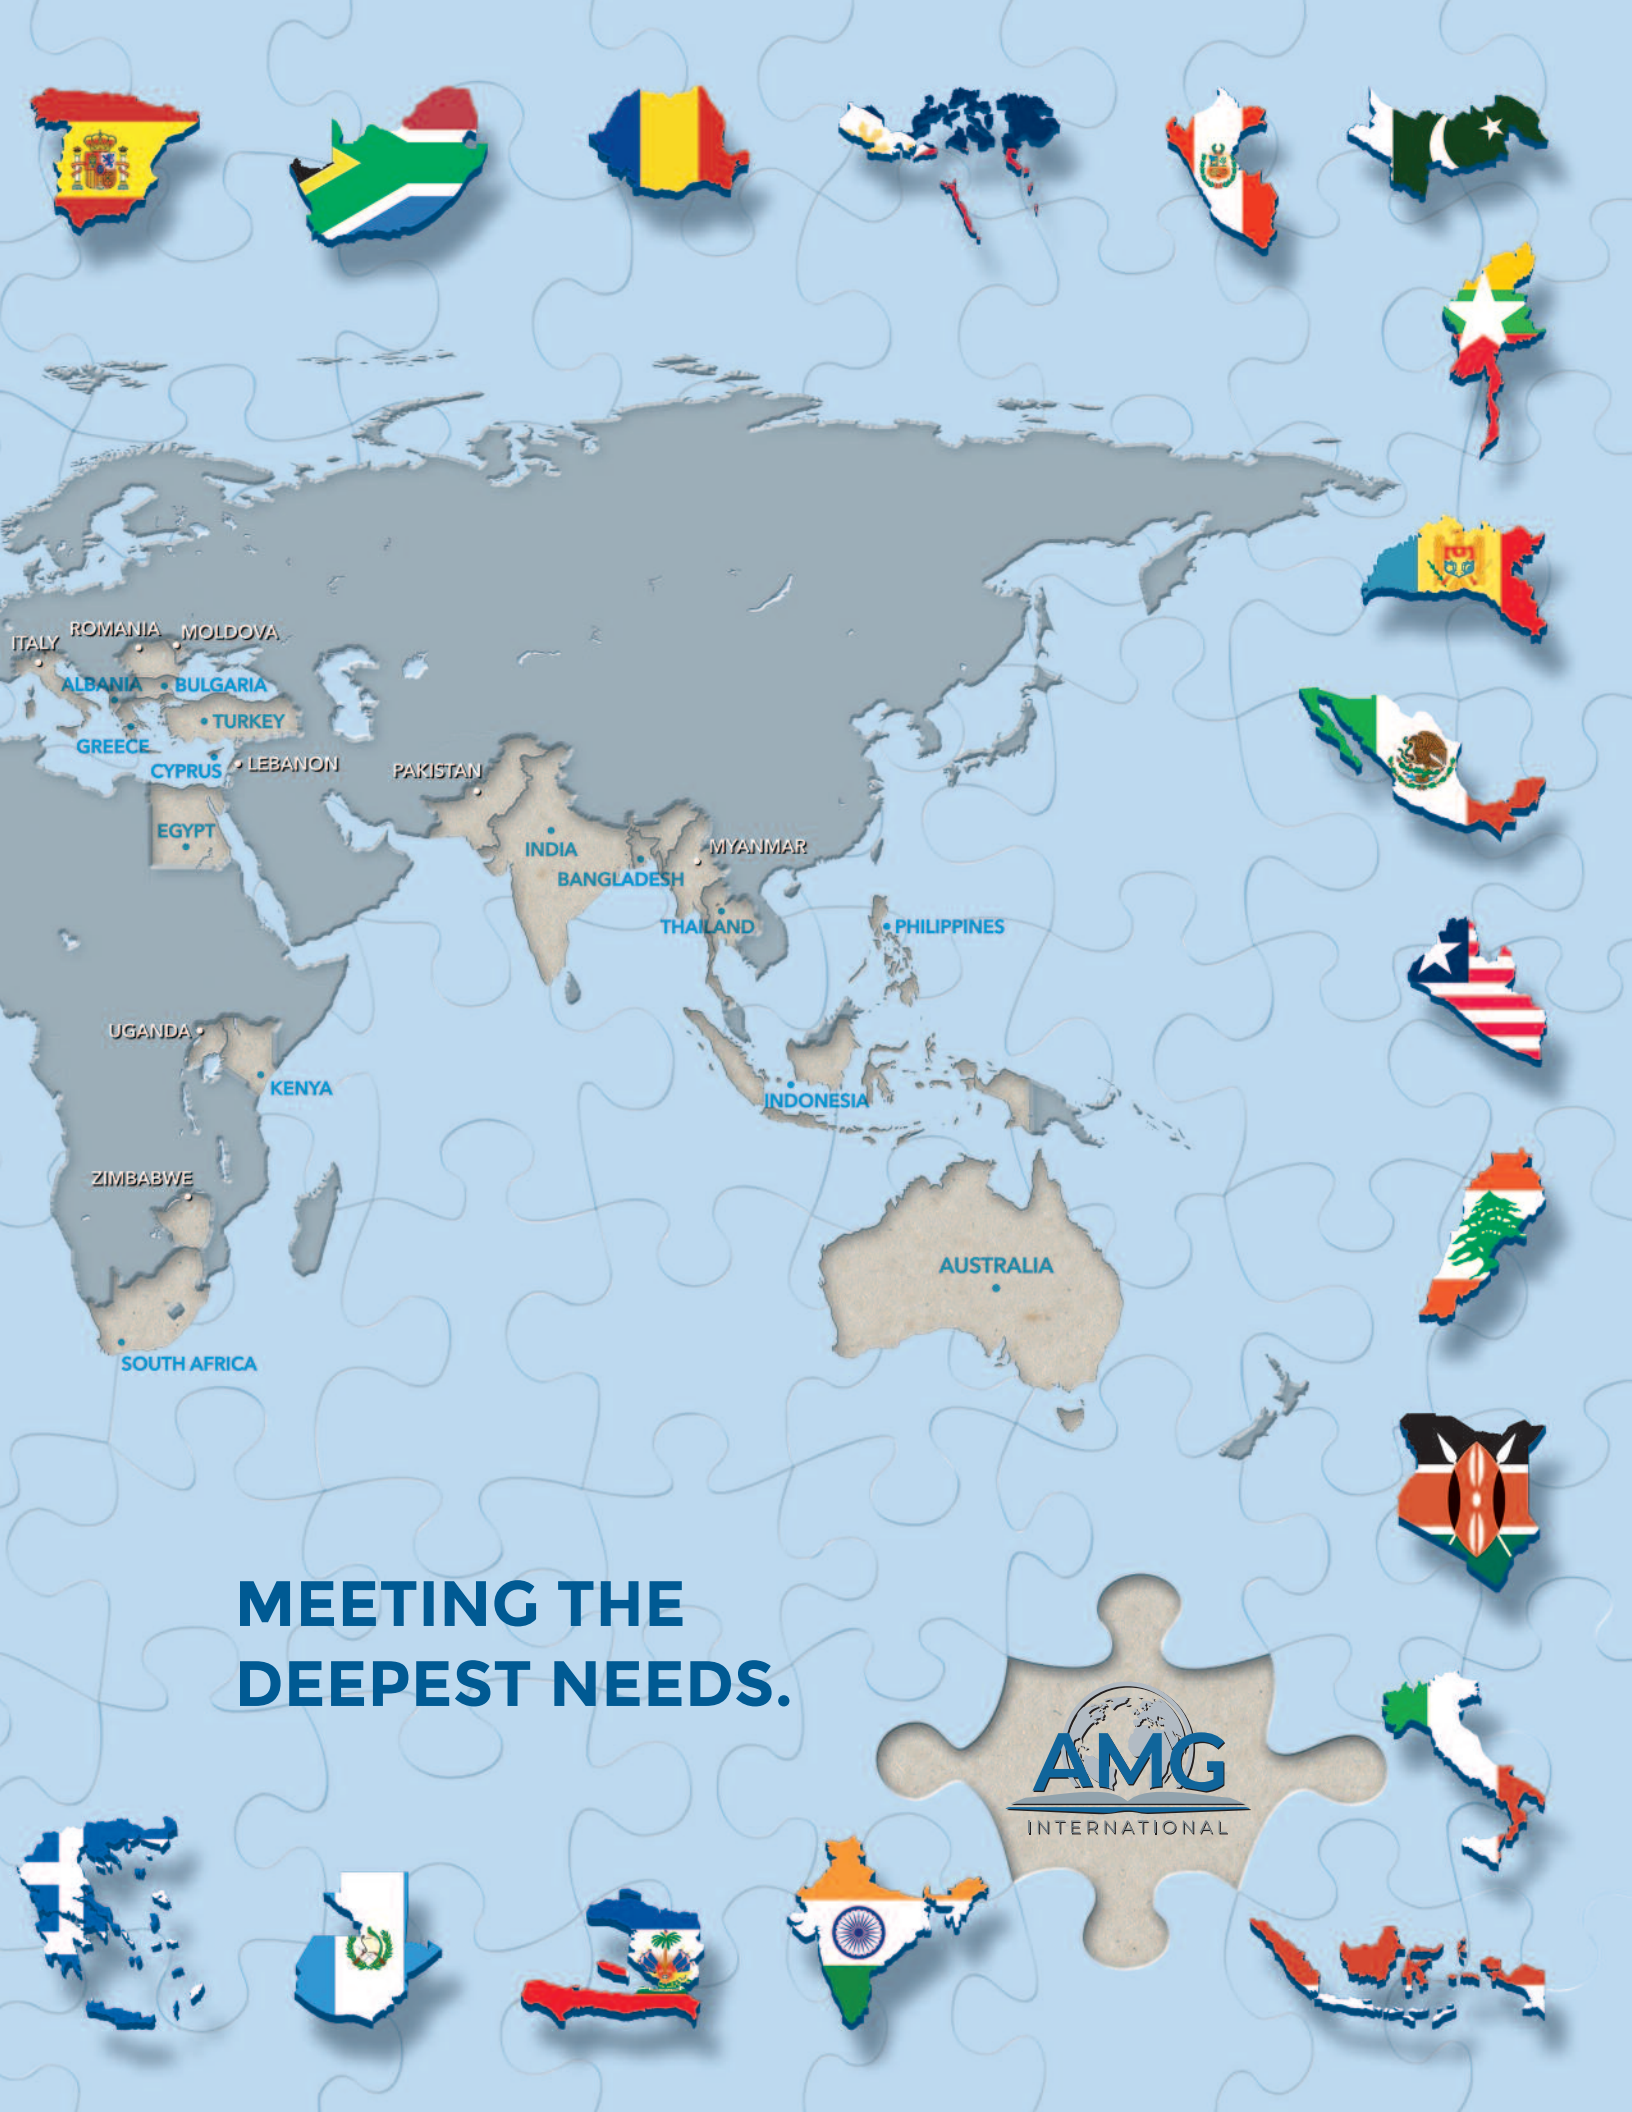 ITALY
ROMANIA
MOLDOVA
ALBANIA
BULGARIA
TURKEY
GREECE
CYPRUS
LEBANON
PAKISTAN
EGYPT
INDIA
MYANMAR
BANGLADESH
THAILAND
PHILIPPINES
UGANDA
KENYA
INDONESIA
ZIMBABWE
AUSTRALIA
SOUTH AFRICA
MEETING THE
DEEPEST NEEDS.
AMG
INTERNATIONAL